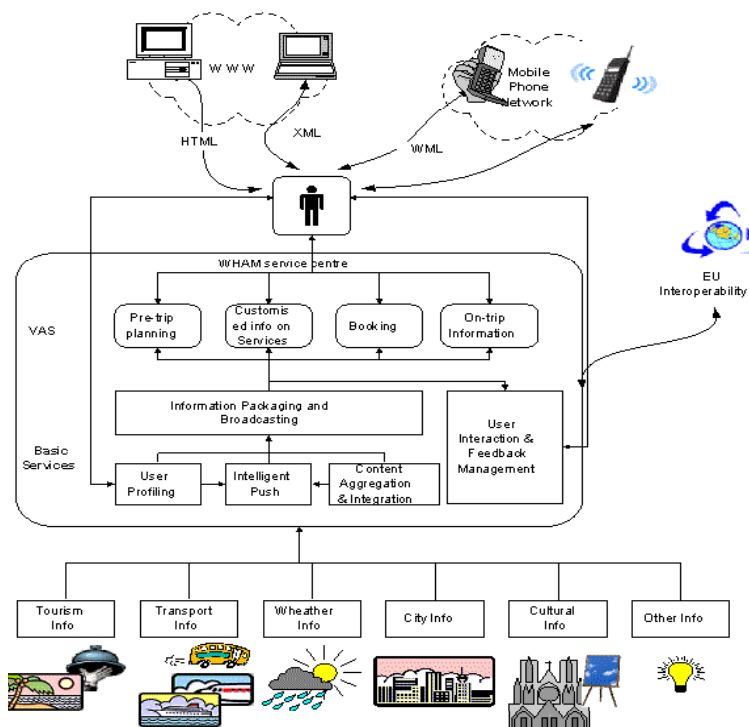 W W W
Mobile
Phone
Network
HTML
XML
WML
EU
Interoperability
WHAM service centre
VAS
Pre-trip
planning
Customis
ed info on
Services
Booking
On-trip
Information
Information Packaging and
Broadcasting
User
Interaction &
Feedback
Management
Basic
Services
User
Profiling
Intelligent
Push
Content
Aggregation
& Integration
Tourism
Info
Transport
Info
Wheather
Info
City Info
Cultural
Info
Other Info